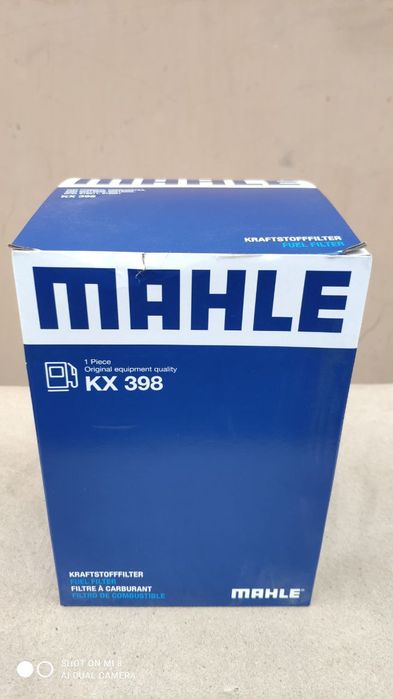 MAHLE
KX 398
KRAFTSTOFFFILTER
FUEL FILTER
MAHLE
1 Piece
Original equipment quality
KX 398
KRAFTSTOFFFILTER
FUEL FILTER
FILTRE À CARBURANT
FILTRO DE COMBUSTIBLE
MAHLE
SHOT ON MI 8
AI DUAL CAMERA